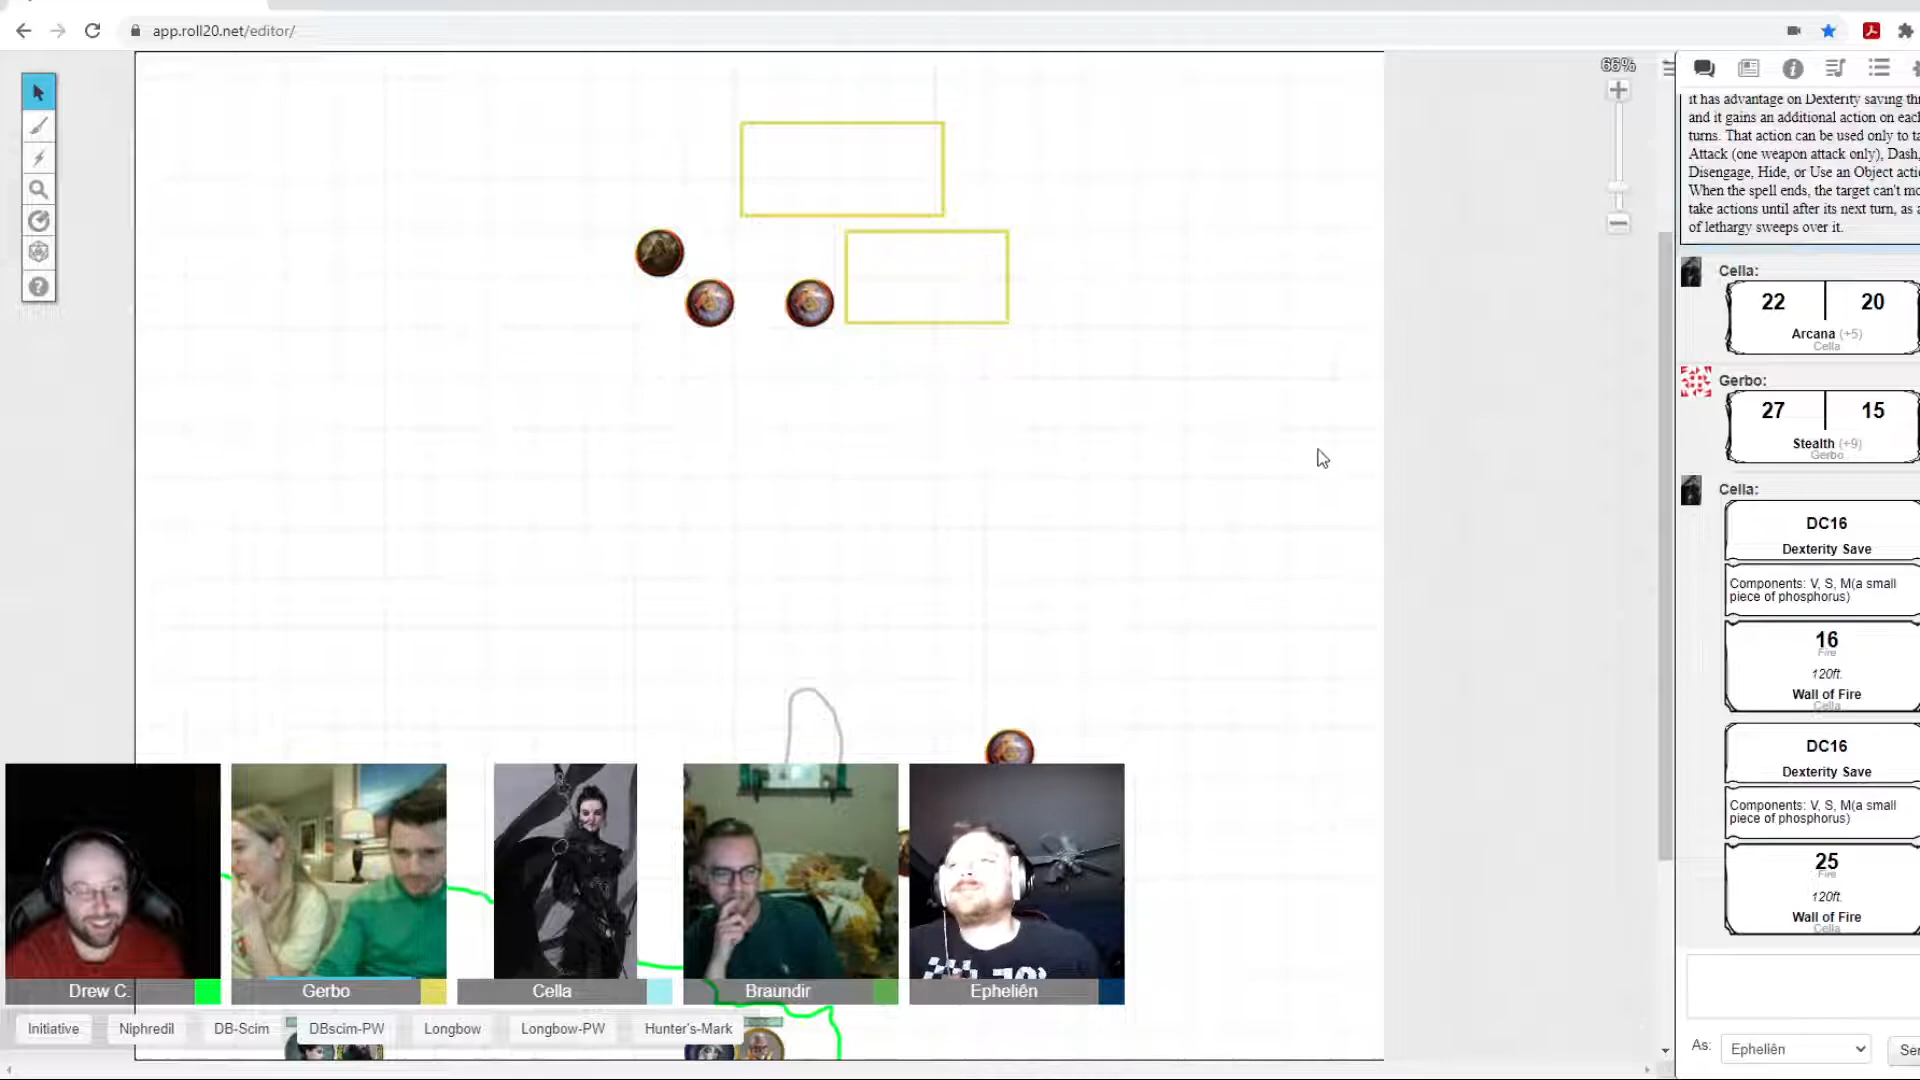 app.roll20.net/editor/
66%
it has advantage on Dexterity saving
and it gains an additional action on
turns. That action can be used only to
Attack (one weapon attack only), Dash,
Disengage, Hide, or Use an Object
When the spell ends, the target can't
take actions until after its next turn, as
of lethargy sweeps over it.
Cella:
22 20
Arcana (+5)
Cella
Gerbo:
27 15
Stealth (+9)
Gerbo
Cella:
DC16
Dexterity Save
Components: V, S, M(a small
piece of phosphorus)
16
Fire
120ft.
Wall of Fire
Cella
DC16
Dexterity Save
Components: V, S, M(a small
piece of phosphorus)
25
Fire
120ft.
Wall of Fire
Cella
Drew C. Gerbo Cella Braundir Epheliên
Initiative Niphredil DB-Scim DBscim-PW Longbow Longbow-PW Hunter's-Mark
As: Epheliên